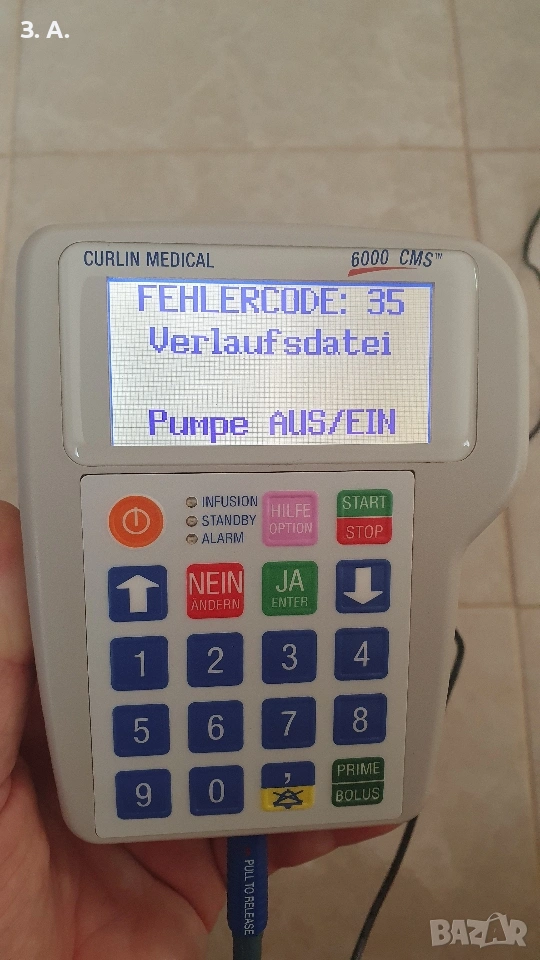 З. А.
CURLIN MEDICAL
6000 CMS™
FEHLERCODE: 35
Verlaufsdatei
Pumpe AUS/EIN
INFUSION
STANDBY
ALARM
HILFE
OPTION
START
STOP
NEIN
ÄNDERN
JA
ENTER
1
2
3
4
5
6
7
8
9
0
,
PRIME
BOLUS
PULL TO RELEASE
BAZAR